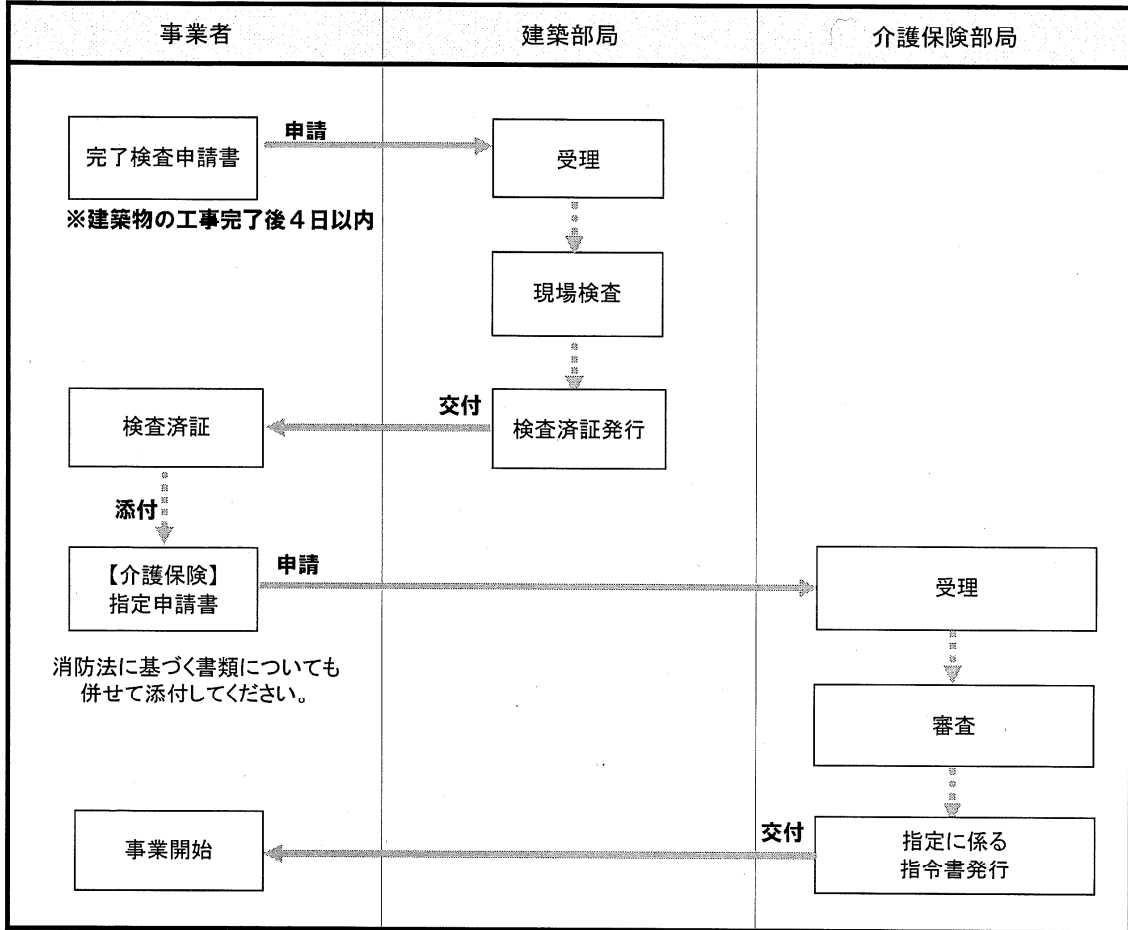 事業者
建築部局
介護保険部局
申請
完了検査申請書
受理
※建築物の工事完了後4日以内
現場検査
交付
検査済証
検査済証発行
添付
【介護保険】
指定申請書
申請
受理
消防法に基づく書類についても
併せて添付してください。
審査
交付
事業開始
指定に係る
指令書発行